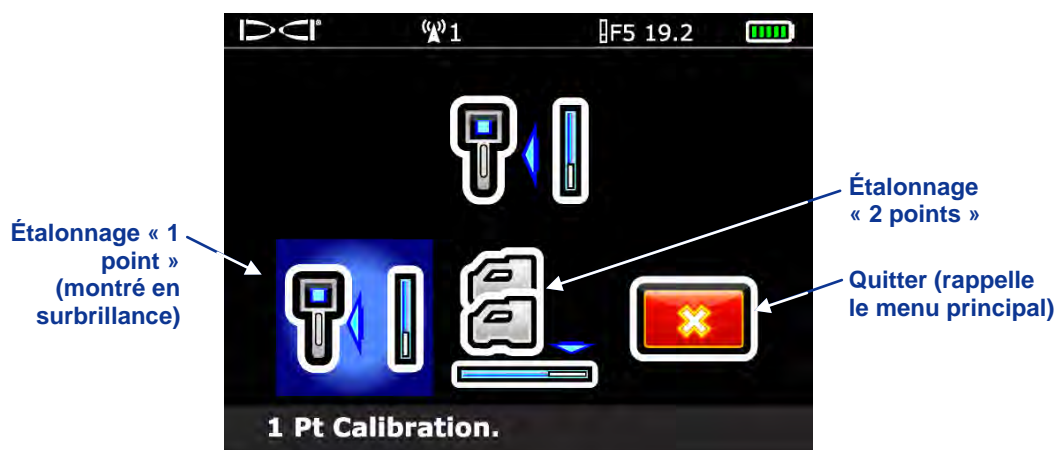 DCI
1
F5 19.2
Étalonnage
« 2 points »
Étalonnage « 1
point »
(montré en
surbrillance)
Quitter (rappelle
le menu principal)
1 Pt Calibration.